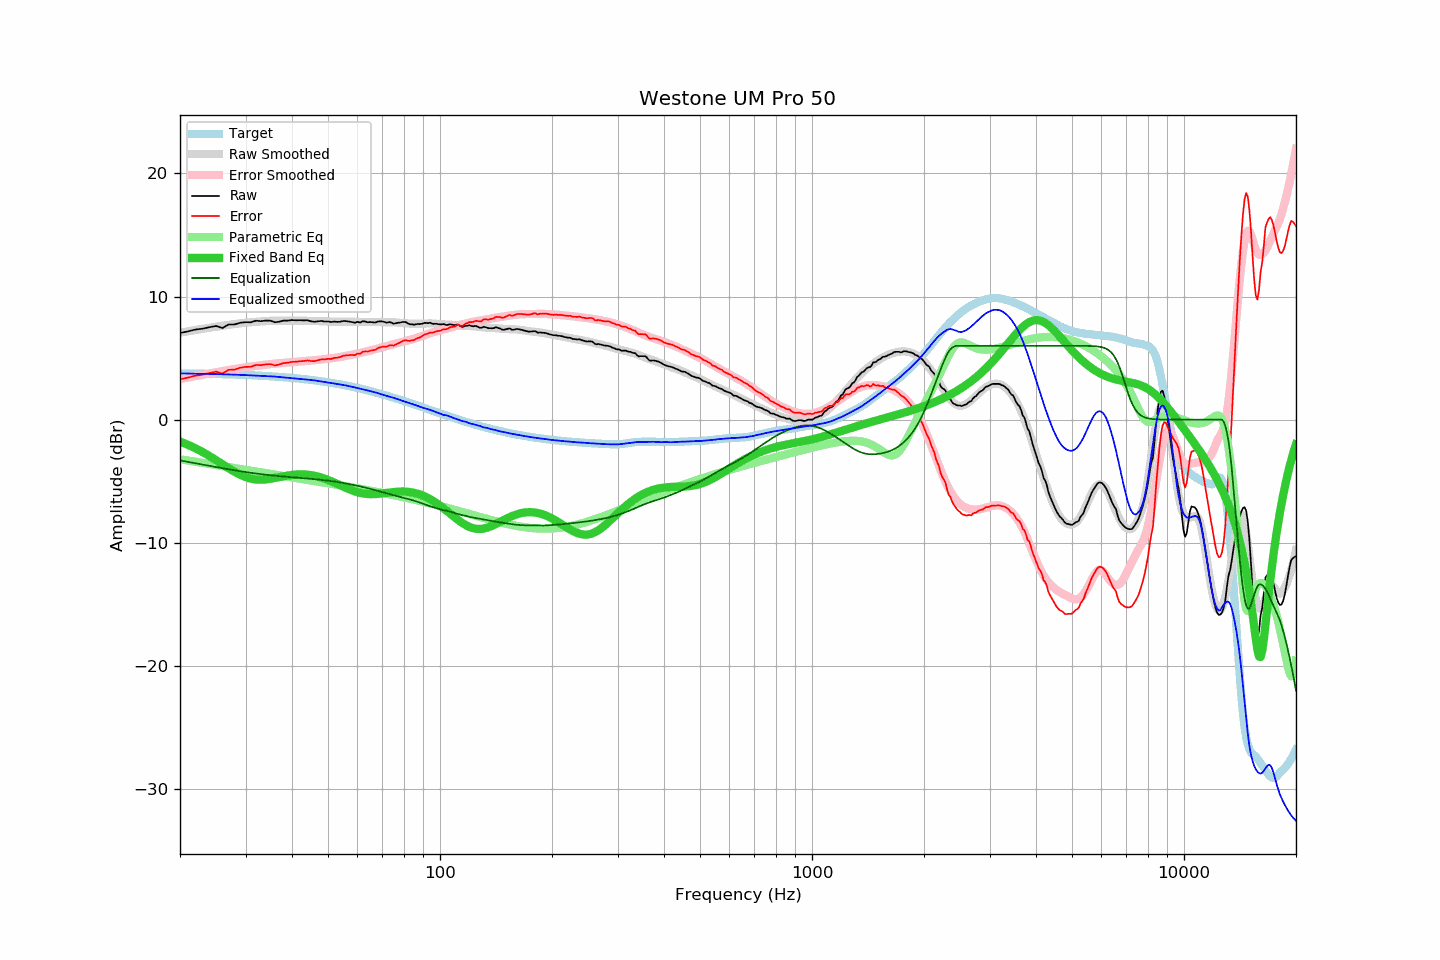 Westone UM Pro 50
Target
Raw Smoothed
Error Smoothed
Raw
Error
Parametric Eq
Fixed Band Eq
Equalization
Equalized smoothed
20
10
0
−10
−20
−30
Amplitude (dBr)
100
1000
10000
Frequency (Hz)